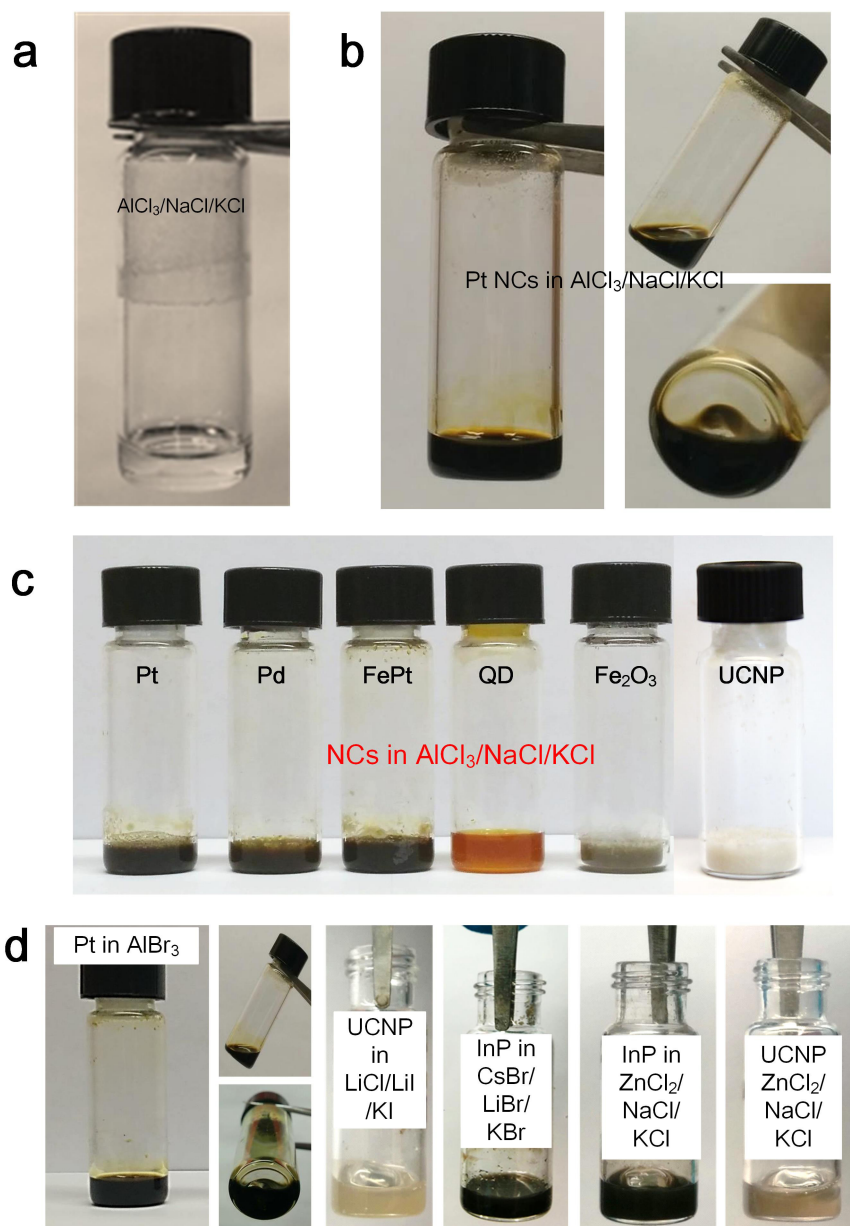 a
AlCl₃/NaCl/KCl
b
Pt NCs in AlCl₃/NaCl/KCl
c
Pt
Pd
FePt
QD
Fe₂O₃
UCNP
NCs in AlCl₃/NaCl/KCl
d
Pt in AlBr₃
UCNP
in
LiCl/LiI
/KI
InP in
CsBr/
LiBr/
KBr
InP in
ZnCl₂/
NaCl/
KCl
UCNP
ZnCl₂/
NaCl/
KCl